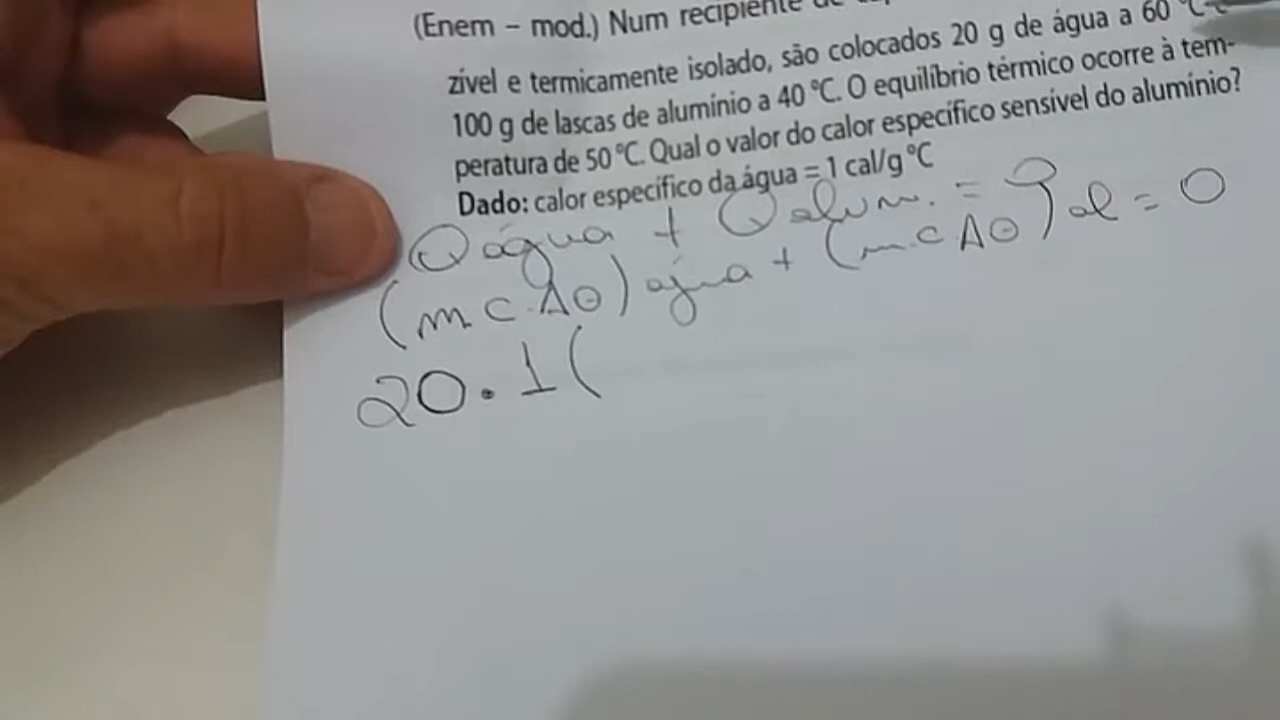 (Enem – mod.) Num recipiente de
zível e termicamente isolado, são colocados 20 g de água a 60 °C e
100 g de lascas de alumínio a 40 °C. O equilíbrio térmico ocorre à tem-
peratura de 50 °C. Qual o valor do calor específico sensível do alumínio?
Dado: calor específico da água = 1 cal/g °C
Qágua + Qalum. =
(m c Δθ) água + (m c Δθ) al = 0
20 . 1 (